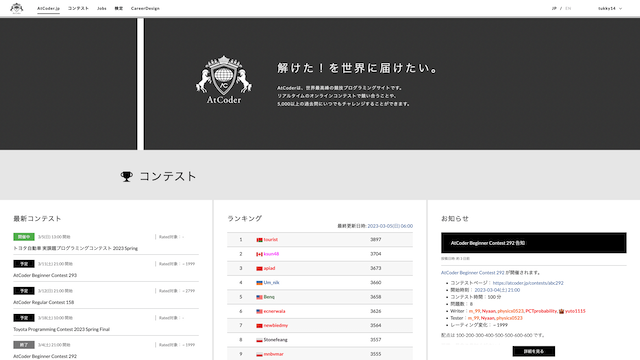 AtCoder.jp
コンテスト
Jobs
検定
CareerDesign
JP / EN
tukky14
AtCoder
解けた！を世界に届けたい。
AtCoderは、世界最高峰の競技プログラミングサイトです。
リアルタイムのオンラインコンテストで競い合うことや、
5,000以上の過去問にいつでもチャレンジすることができます。
コンテスト
最新コンテスト
開催中 3/5(日) 13:00 開始 Rated対象： -
トヨタ自動車 実課題プログラミングコンテスト 2023 Spring
予定 3/11(土) 21:00 開始 Rated対象： ~ 1999
AtCoder Beginner Contest 293
予定 3/12(日) 21:00 開始 Rated対象： ~ 2799
AtCoder Regular Contest 158
予定 3/18(土) 13:00 開始 Rated対象： -
Toyota Programming Contest 2023 Spring Final
終了 3/4(土) 21:00 開始 Rated対象： ~ 1999
AtCoder Beginner Contest 292
ランキング
最終更新日時: 2023-03-05(日) 06:00
1 tourist 3897
2 ksun48 3704
3 apiad 3673
4 Um_nik 3660
5 Benq 3658
6 ecnerwala 3626
7 newbiedmy 3564
8 Stonefeang 3557
9 mnbvmar 3555
お知らせ
AtCoder Beginner Contest 292 告知
AtCoder Beginner Contest 292 が開催されます。
コンテストページ： https://atcoder.jp/contests/abc292
開始時刻： 2023-03-04(土) 21:00
コンテスト時間： 100 分
問題数： 8
Writer： m_99, Nyaan, physics0523, PCTprobability, yuto1115
Tester： m_99, Nyaan, physics0523
レーティング変化： ~ 1999
配点は 100-200-300-400-500-500-600-600 です。
詳細を見る